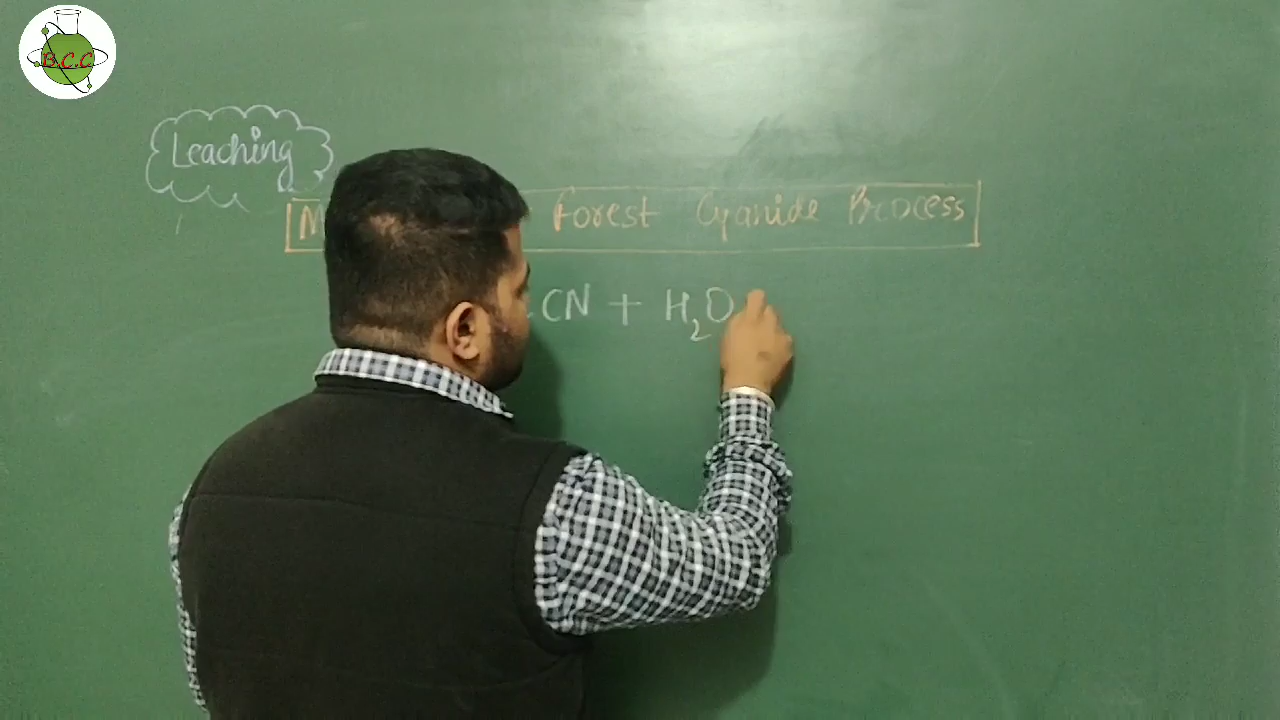 B.C.C
Leaching
M Forest Cyanide Process
CN + H₂O